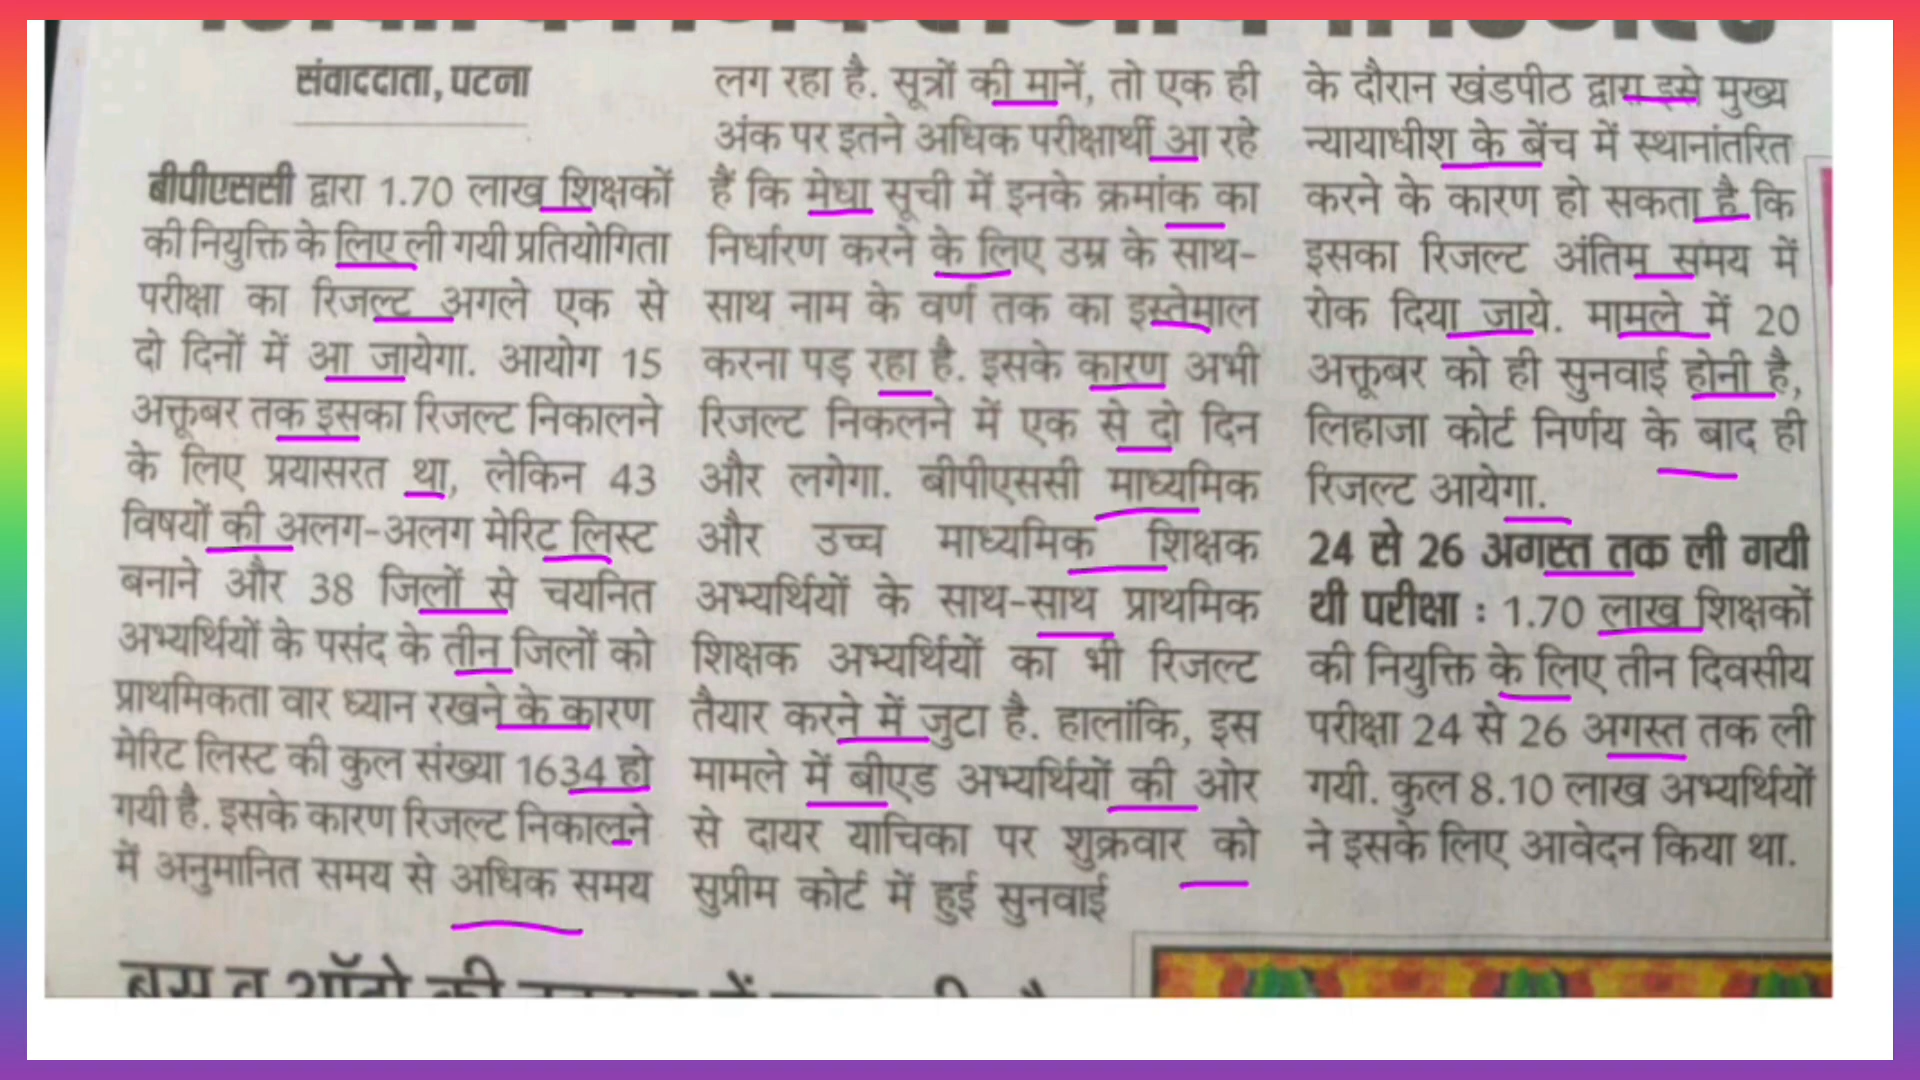 संवाददाता, पटना
बीपीएससी द्वारा 1.70 लाख शिक्षकों
की नियुक्ति के लिए ली गयी प्रतियोगिता
परीक्षा का रिजल्ट अगले एक से
दो दिनों में आ जायेगा. आयोग 15
अक्तूबर तक इसका रिजल्ट निकालने
के लिए प्रयासरत था, लेकिन 43
विषयों की अलग-अलग मेरिट लिस्ट
बनाने और 38 जिलों से चयनित
अभ्यर्थियों के पसंद के तीन जिलों को
प्राथमिकता वार ध्यान रखने के कारण
मेरिट लिस्ट की कुल संख्या 1634 हो
गयी है. इसके कारण रिजल्ट निकालने
में अनुमानित समय से अधिक समय
लग रहा है. सूत्रों की मानें, तो एक ही
अंक पर इतने अधिक परीक्षार्थी आ रहे
हैं कि मेधा सूची में इनके क्रमांक का
निर्धारण करने के लिए उम्र के साथ-
साथ नाम के वर्ण तक का इस्तेमाल
करना पड़ रहा है. इसके कारण अभी
रिजल्ट निकलने में एक से दो दिन
और लगेगा. बीपीएससी माध्यमिक
और उच्च माध्यमिक शिक्षक
अभ्यर्थियों के साथ-साथ प्राथमिक
शिक्षक अभ्यर्थियों का भी रिजल्ट
तैयार करने में जुटा है. हालांकि, इस
मामले में बीएड अभ्यर्थियों की ओर
से दायर याचिका पर शुक्रवार को
सुप्रीम कोर्ट में हुई सुनवाई
के दौरान खंडपीठ द्वारा इसे मुख्य
न्यायाधीश के बेंच में स्थानांतरित
करने के कारण हो सकता है कि
इसका रिजल्ट अंतिम समय में
रोक दिया जाये. मामले में 20
अक्तूबर को ही सुनवाई होनी है,
लिहाजा कोर्ट निर्णय के बाद ही
रिजल्ट आयेगा.
24 से 26 अगस्त तक ली गयी
थी परीक्षा : 1.70 लाख शिक्षकों
की नियुक्ति के लिए तीन दिवसीय
परीक्षा 24 से 26 अगस्त तक ली
गयी. कुल 8.10 लाख अभ्यर्थियों
ने इसके लिए आवेदन किया था.